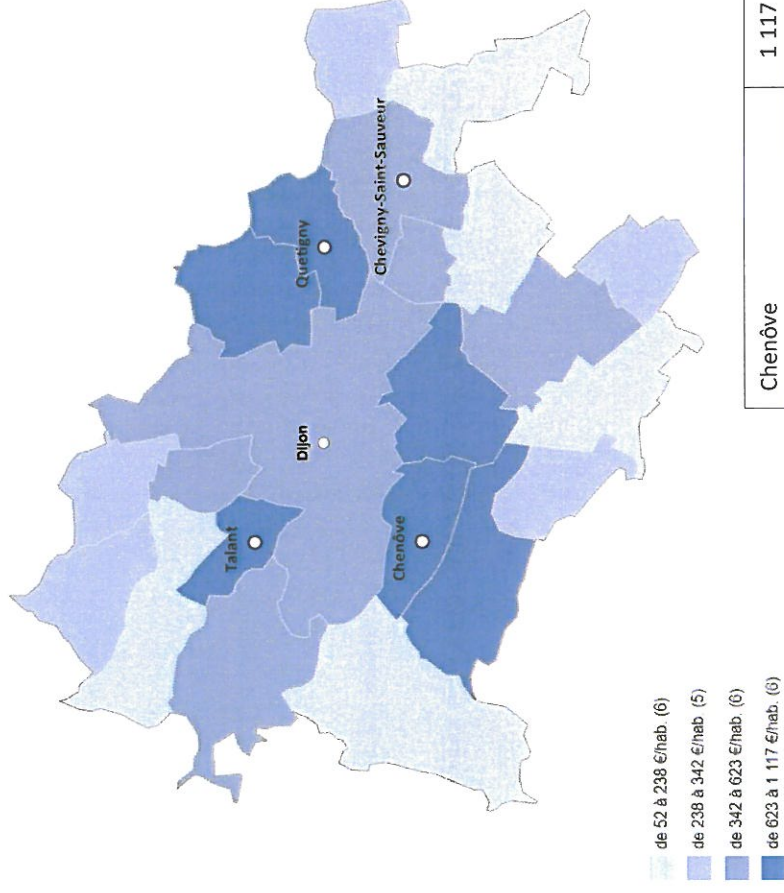 Quetigny
Chevigny-Saint-Sauveur
Dijon
Talant
Chenôve
de 52 à 238 €/hab. (6)
de 238 à 342 €/hab. (5)
de 342 à 623 €/hab. (6)
de 623 à 1 117 €/hab. (6)
Chenôve 1 117